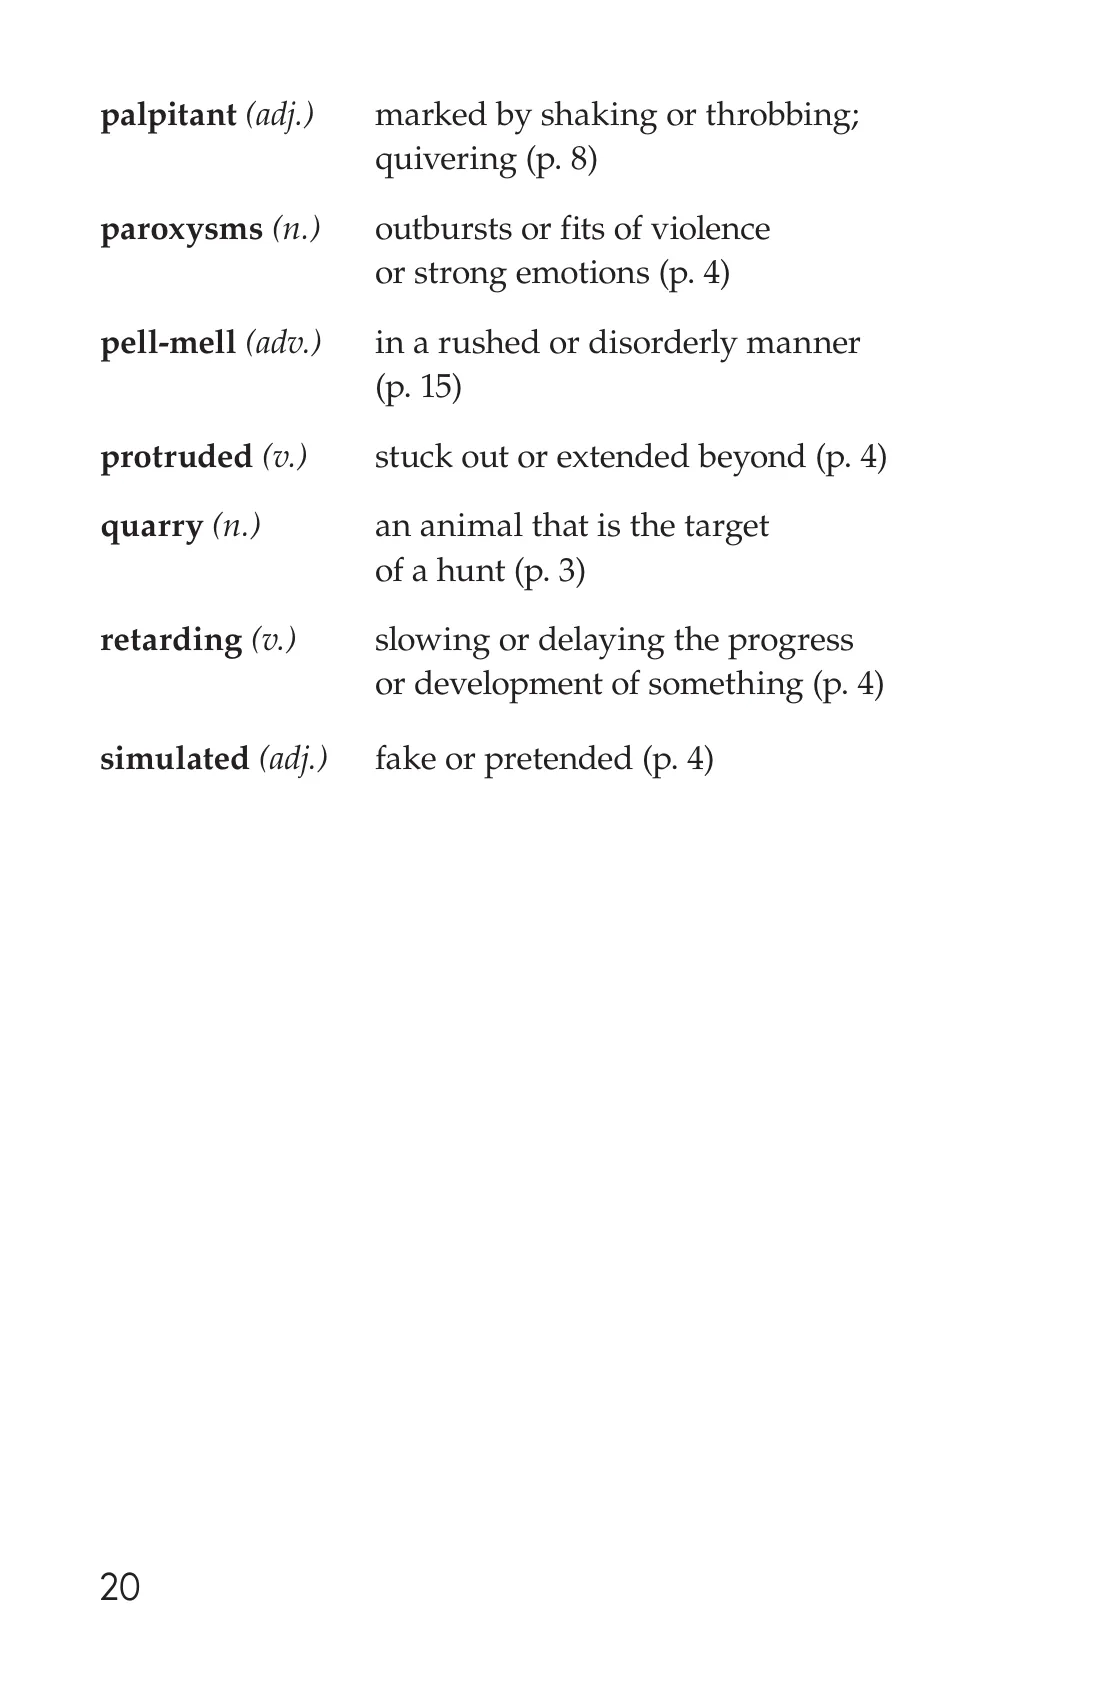 palpitant (adj.) marked by shaking or throbbing;
quivering (p. 8)
paroxysms (n.) outbursts or fits of violence
or strong emotions (p. 4)
pell-mell (adv.) in a rushed or disorderly manner
(p. 15)
protruded (v.) stuck out or extended beyond (p. 4)
quarry (n.) an animal that is the target
of a hunt (p. 3)
retarding (v.) slowing or delaying the progress
or development of something (p. 4)
simulated (adj.) fake or pretended (p. 4)
20